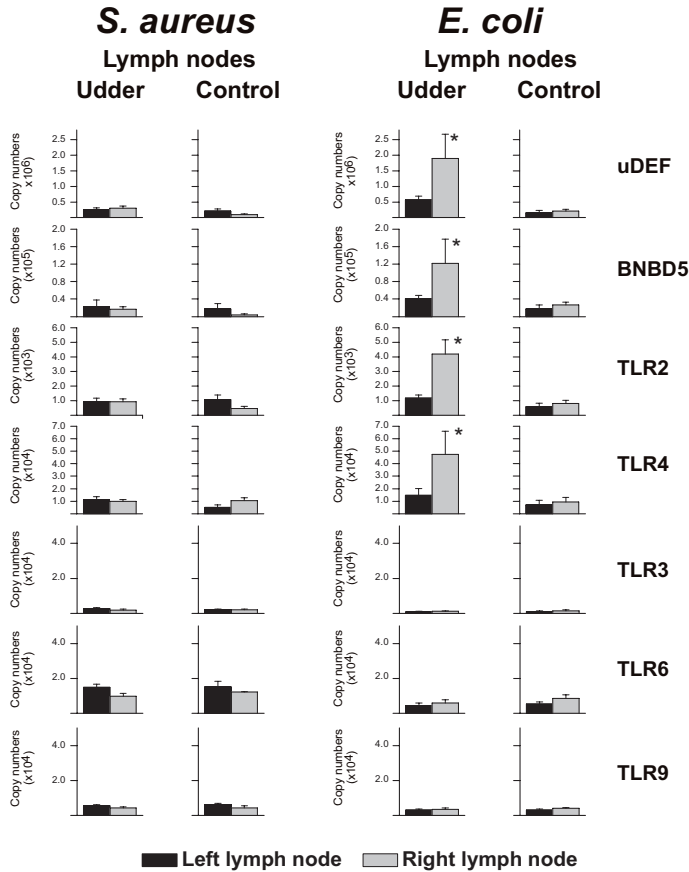 S. aureus E. coli
Lymph nodes Lymph nodes
Udder Control Udder Control
Copy numbers x10⁶) 2.5 2.0 1.5 1.0 0.5 Copy numbers x10⁶) 2.5 2.0 1.5 1.0 0.5 * uDEF
Copy numbers (x10⁵) 2.0 1.6 1.2 0.8 0.4 Copy numbers (x10⁵) 2.0 1.6 1.2 0.8 0.4 * BNBD5
Copy numbers (x10³) 6.0 5.0 4.0 3.0 2.0 1.0 Copy numbers (x10³) 6.0 5.0 4.0 3.0 2.0 1.0 * TLR2
Copy numbers (x10⁴) 7.0 6.0 5.0 4.0 3.0 2.0 1.0 Copy numbers (x10⁴) 7.0 6.0 5.0 4.0 3.0 2.0 1.0 * TLR4
Copy numbers (x10⁴) 4.0 2.0 Copy numbers (x10⁴) 4.0 2.0 TLR3
Copy numbers (x10⁴) 4.0 2.0 Copy numbers (x10⁴) 4.0 2.0 TLR6
Copy numbers (x10⁴) 4.0 2.0 Copy numbers (x10⁴) 4.0 2.0 TLR9
Left lymph node Right lymph node